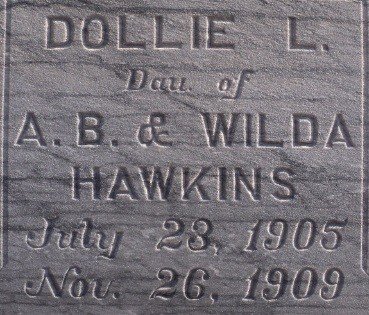 DOLLIE L.
Dau. of
A. B. & WILDA
HAWKINS
July 23, 1905
Nov. 26, 1909